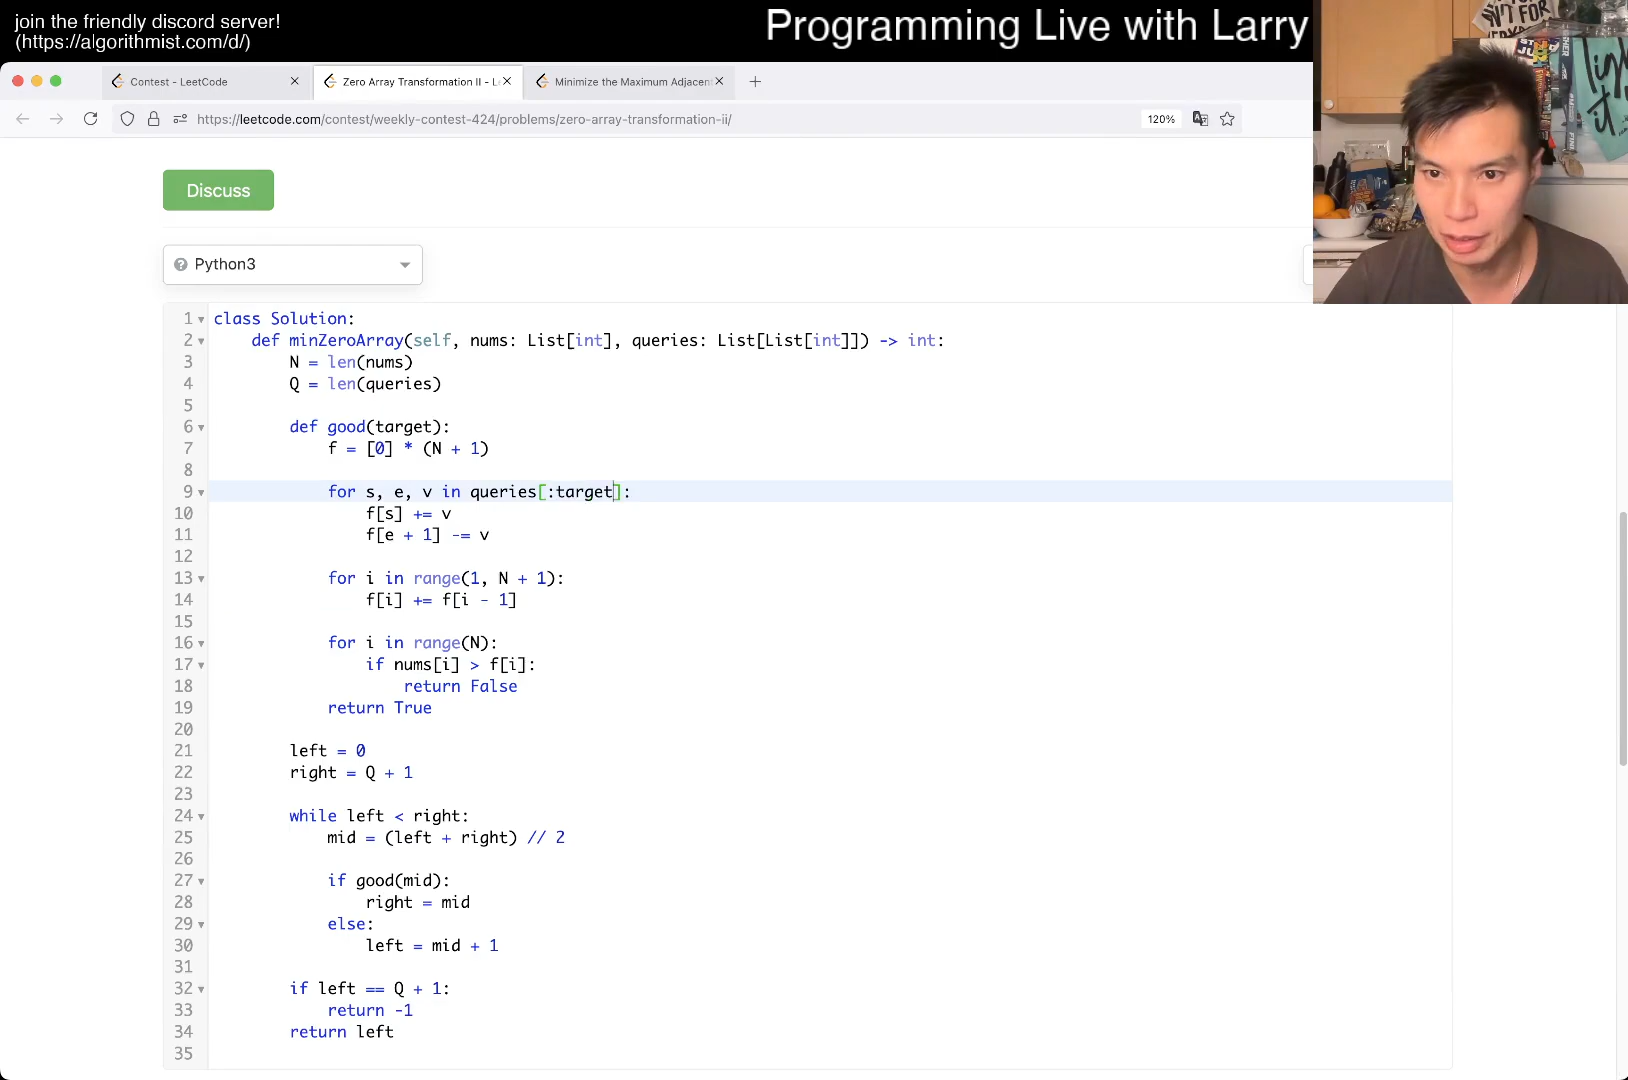 join the friendly discord server!
(https://algorithmist.com/d/)
Programming Live with Larry
Contest - LeetCode
Zero Array Transformation II - L
Minimize the Maximum Adjacen
https://leetcode.com/contest/weekly-contest-424/problems/zero-array-transformation-ii/
120%
Discuss
Python3
1 class Solution:
2     def minZeroArray(self, nums: List[int], queries: List[List[int]]) -> int:
3         N = len(nums)
4         Q = len(queries)
5
6         def good(target):
7             f = [0] * (N + 1)
8
9             for s, e, v in queries[:target]:
10                 f[s] += v
11                 f[e + 1] -= v
12
13             for i in range(1, N + 1):
14                 f[i] += f[i - 1]
15
16             for i in range(N):
17                 if nums[i] > f[i]:
18                     return False
19             return True
20
21         left = 0
22         right = Q + 1
23
24         while left < right:
25             mid = (left + right) // 2
26
27             if good(mid):
28                 right = mid
29             else:
30                 left = mid + 1
31
32         if left == Q + 1:
33             return -1
34         return left
35